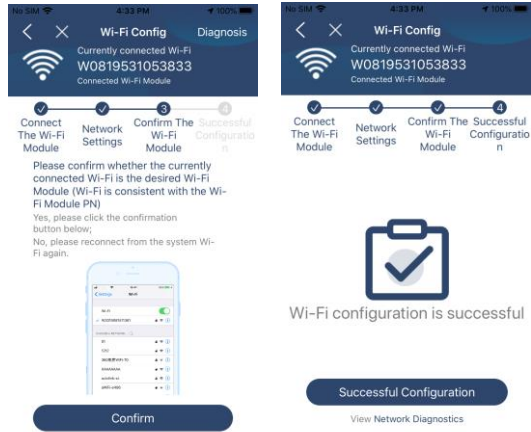 No SIM 4:33 PM 100%
Wi-Fi Config Diagnosis
Currently connected Wi-Fi
W0819531053833
Connected Wi-Fi Module
3 4
Connect The Wi-Fi Module
Network Settings
Confirm The Wi-Fi Module
Successful Configuratio n
Please confirm whether the currently
connected Wi-Fi is the desired Wi-Fi
Module (Wi-Fi is consistent with the Wi-
Fi Module PN)
Yes, please click the confirmation
button below;
No, please reconnect from the system Wi-
Fi again.
Wi-Fi
Confirm
No SIM 4:33 PM 100%
Wi-Fi Config
Currently connected Wi-Fi
W0819531053833
Connected Wi-Fi Module
4
Connect The Wi-Fi Module
Network Settings
Confirm The Wi-Fi Module
Successful Configuratio n
Wi-Fi configuration is successful
Successful Configuration
View Network Diagnostics